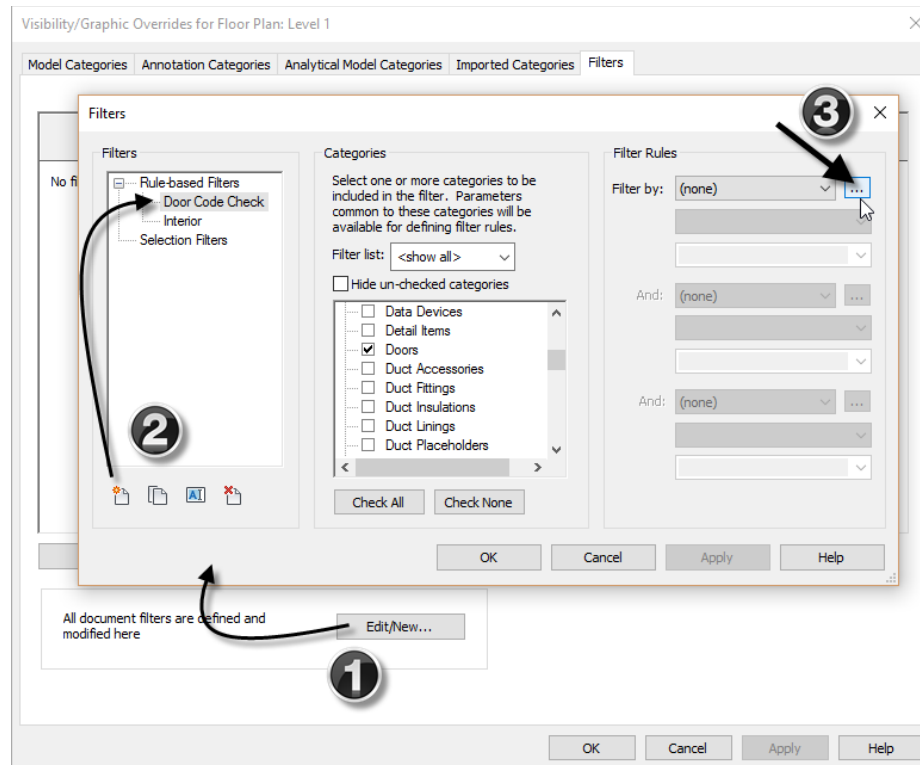 Visibility/Graphic Overrides for Floor Plan: Level 1
Model Categories
Annotation Categories
Analytical Model Categories
Imported Categories
Filters
Filters
3
Filters
Rule-based Filters
Door Code Check
Interior
Selection Filters
2
Categories
Select one or more categories to be
included in the filter. Parameters
common to these categories will be
available for defining filter rules.
Filter list: <show all>
Hide un-checked categories
Data Devices
Detail Items
Doors
Duct Accessories
Duct Fittings
Duct Insulations
Duct Linings
Duct Placeholders
Check All
Check None
Filter Rules
Filter by: (none) ...
And: (none) ...
And: (none) ...
OK
Cancel
Apply
Help
No fi
All document filters are defined and
modified here
Edit/New...
1
OK
Cancel
Apply
Help